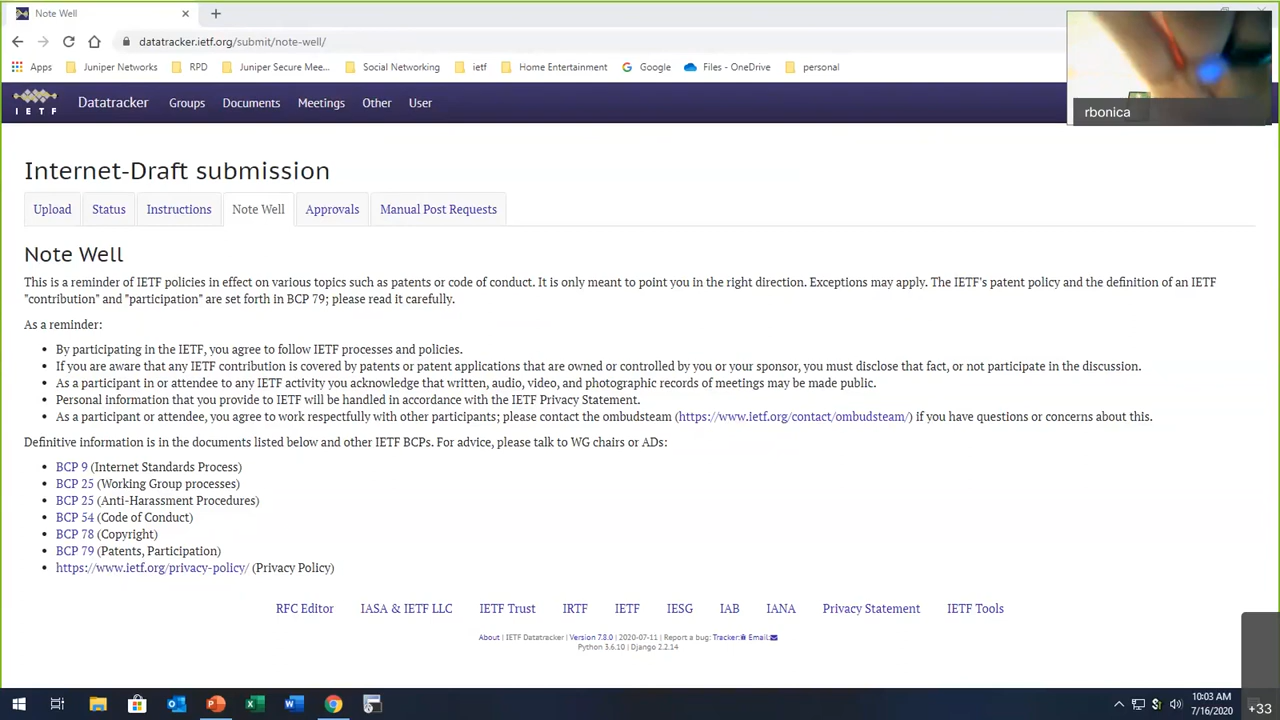 Note Well
datatracker.ietf.org/submit/note-well/
Apps Juniper Networks RPD Juniper Secure Mee... Social Networking ietf Home Entertainment Google Files - OneDrive personal
IETF Datatracker Groups Documents Meetings Other User
rbonica
Internet-Draft submission
Upload Status Instructions Note Well Approvals Manual Post Requests
Note Well
This is a reminder of IETF policies in effect on various topics such as patents or code of conduct. It is only meant to point you in the right direction. Exceptions may apply. The IETF's patent policy and the definition of an IETF
"contribution" and "participation" are set forth in BCP 79; please read it carefully.
As a reminder:
• By participating in the IETF, you agree to follow IETF processes and policies.
• If you are aware that any IETF contribution is covered by patents or patent applications that are owned or controlled by you or your sponsor, you must disclose that fact, or not participate in the discussion.
• As a participant in or attendee to any IETF activity you acknowledge that written, audio, video, and photographic records of meetings may be made public.
• Personal information that you provide to IETF will be handled in accordance with the IETF Privacy Statement.
• As a participant or attendee, you agree to work respectfully with other participants; please contact the ombudsteam (https://www.ietf.org/contact/ombudsteam/) if you have questions or concerns about this.
Definitive information is in the documents listed below and other IETF BCPs. For advice, please talk to WG chairs or ADs:
• BCP 9 (Internet Standards Process)
• BCP 25 (Working Group processes)
• BCP 25 (Anti-Harassment Procedures)
• BCP 54 (Code of Conduct)
• BCP 78 (Copyright)
• BCP 79 (Patents, Participation)
• https://www.ietf.org/privacy-policy/ (Privacy Policy)
RFC Editor IASA & IETF LLC IETF Trust IRTF IETF IESG IAB IANA Privacy Statement IETF Tools
About | IETF Datatracker | Version 7.8.0 | 2020-07-11 | Report a bug: Tracker: Email:
Python 3.6.10 | Django 2.2.14
10:03 AM
7/16/2020
+33